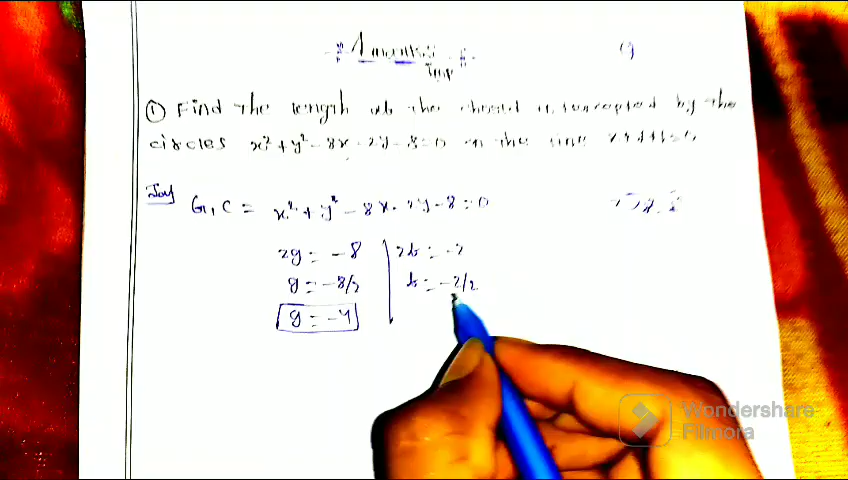 ① Find the length of the chord intercepted by the
circles x² + y² - 8x - 2y - 8 = 0 on the line x+y+1=0
Sol G.C = x² + y² - 8x - 2y - 8 = 0
2g = -8
g = -8/2
g = -4
2f = -2
f = -2/2
Wondershare
Filmora